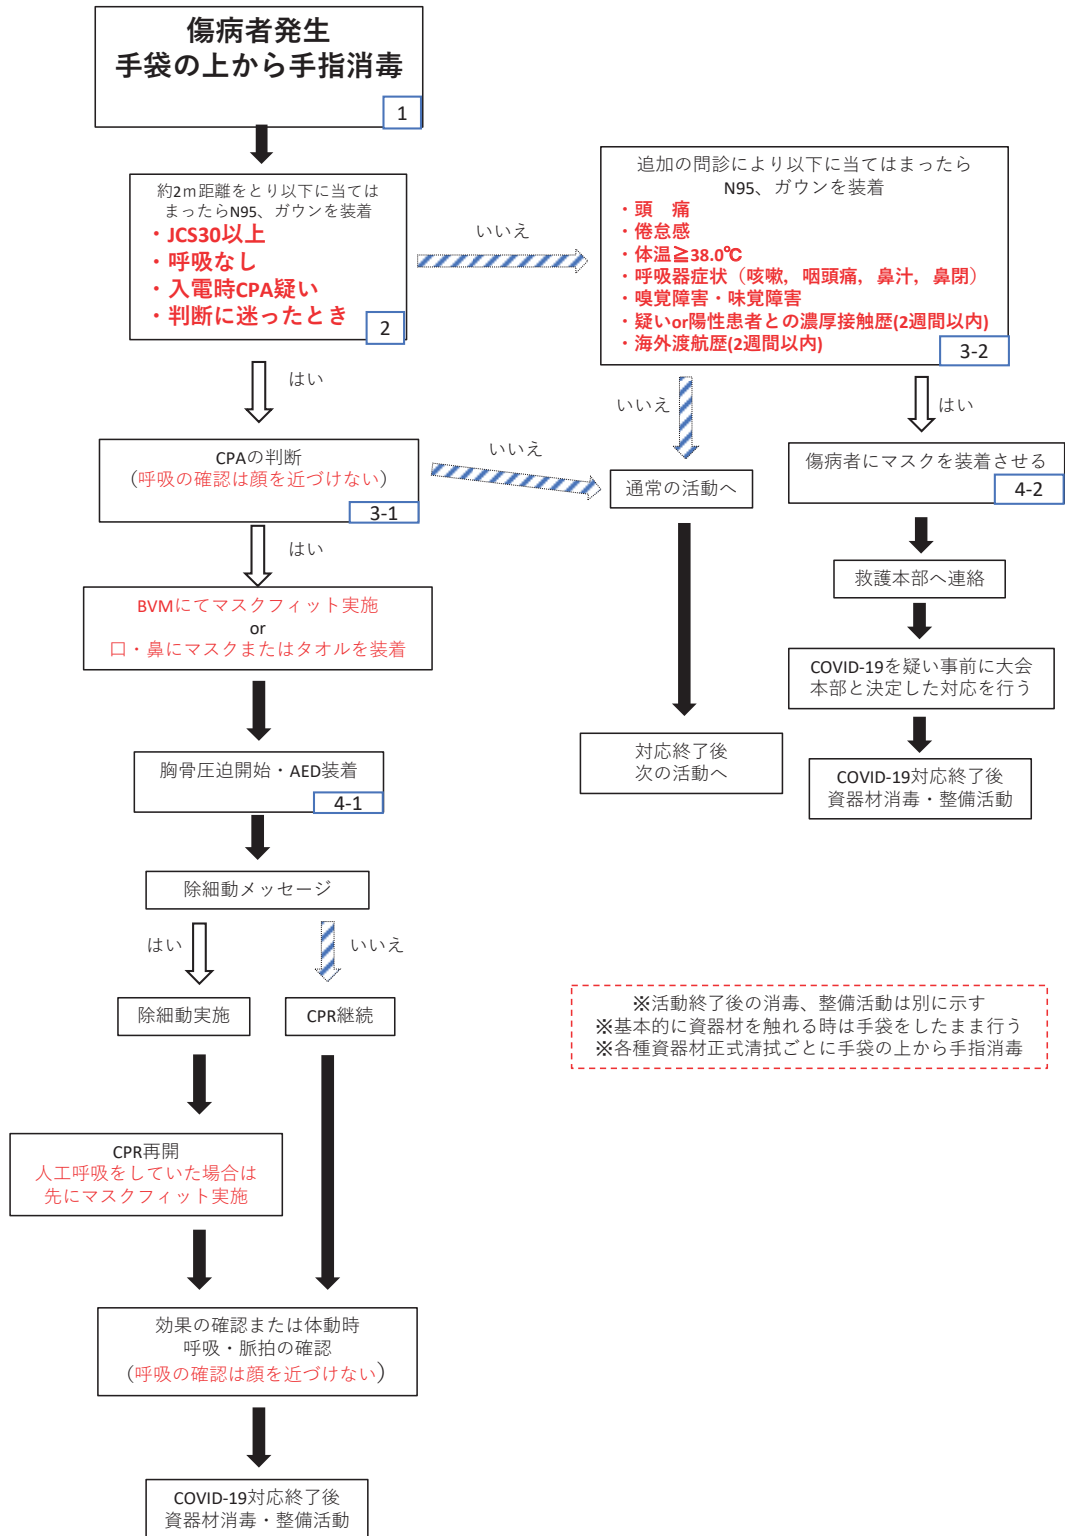 傷病者発生
手袋の上から手指消毒
1
約2ｍ距離をとり以下に当ては
まったらN95、ガウンを装着
・JCS30以上
・呼吸なし
・入電時CPA疑い
・判断に迷ったとき
2
いいえ
追加の問診により以下に当てはまったら
N95、ガウンを装着
・頭　痛
・倦怠感
・体温≧38.0℃
・呼吸器症状（咳嗽，咽頭痛，鼻汁，鼻閉）
・嗅覚障害・味覚障害
・疑いor陽性患者との濃厚接触歴(2週間以内)
・海外渡航歴(2週間以内)
3-2
はい
いいえ
はい
CPAの判断
（呼吸の確認は顔を近づけない）
3-1
いいえ
通常の活動へ
傷病者にマスクを装着させる
4-2
はい
救護本部へ連絡
BVMにてマスクフィット実施
or
口・鼻にマスクまたはタオルを装着
COVID-19を疑い事前に大会
本部と決定した対応を行う
胸骨圧迫開始・AED装着
4-1
対応終了後
次の活動へ
COVID-19対応終了後
資器材消毒・整備活動
除細動メッセージ
はい
いいえ
除細動実施
CPR継続
※活動終了後の消毒、整備活動は別に示す
※基本的に資器材を触れる時は手袋をしたまま行う
※各種資器材正式清拭ごとに手袋の上から手指消毒
CPR再開
人工呼吸をしていた場合は
先にマスクフィット実施
効果の確認または体動時
呼吸・脈拍の確認
（呼吸の確認は顔を近づけない）
COVID-19対応終了後
資器材消毒・整備活動